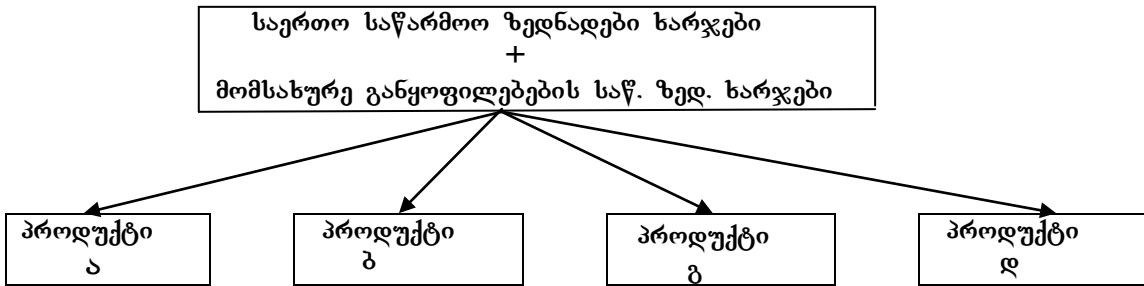 საერთო საწარმოო ზედნადები ხარჯები
+
მომსახურე განყოფილებების საწ. ზედ. ხარჯები
პროდუქტი
ა
პროდუქტი
ბ
პროდუქტი
გ
პროდუქტი
დ